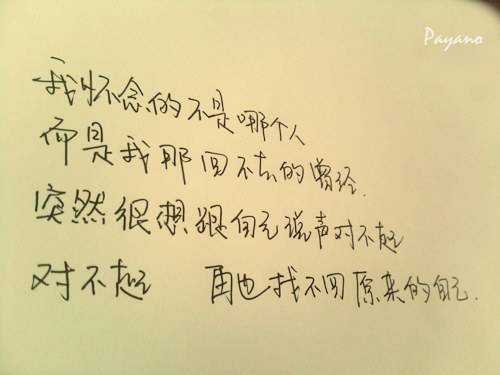 Payano
我怀念的不是哪个人
而是我那回不去的曾经.
突然很想跟自己说声对不起
对不起 再也找不回原来的自己.